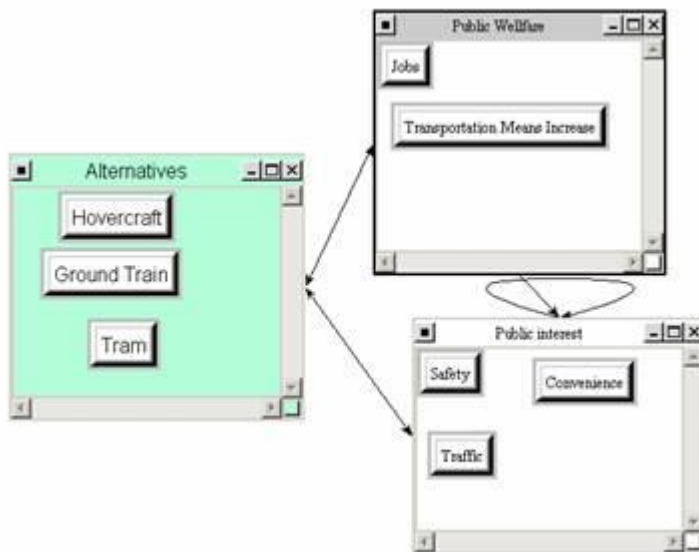 Public Wellfare
Jobs
Transportation Means Increase
Alternatives
Hovercraft
Ground Train
Tram
Public interest
Safety
Convenience
Traffic